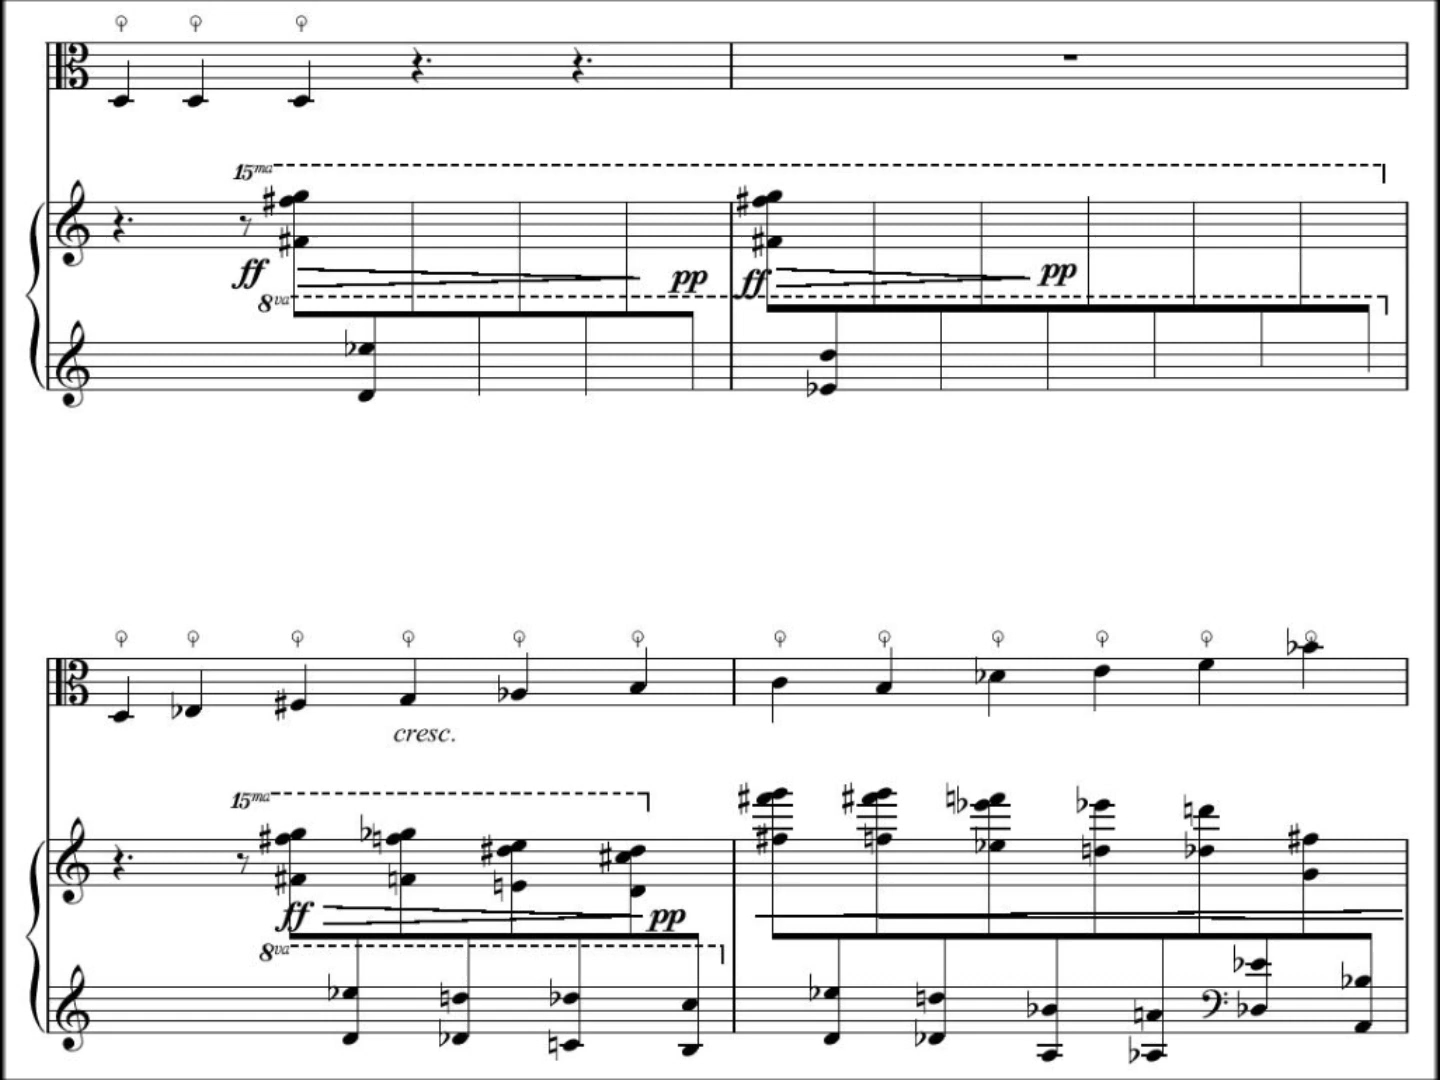 15ma
ff pp ff pp
8va
cresc.
15ma
ff pp
8va